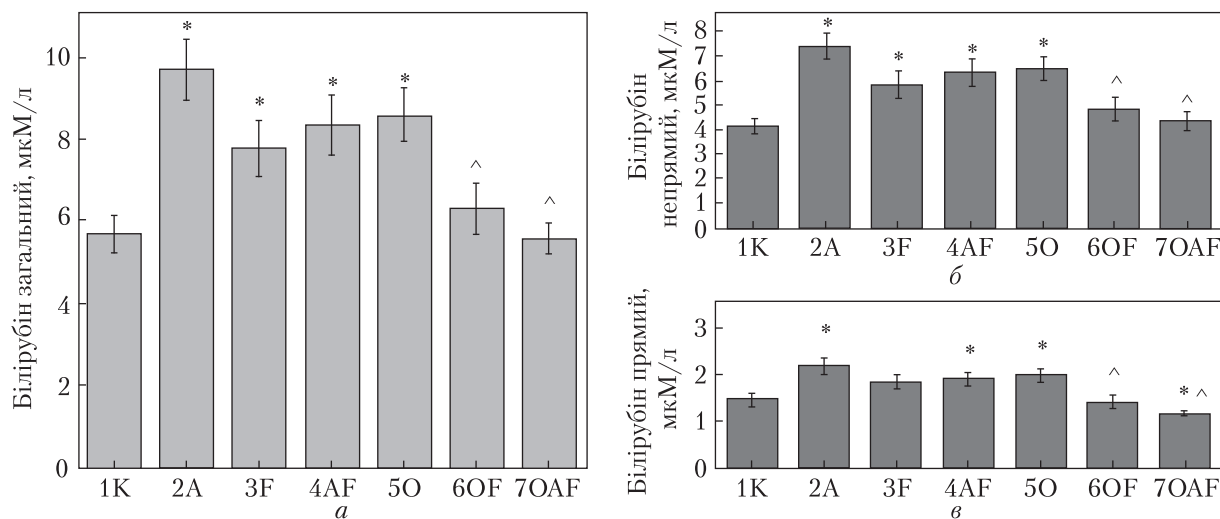 Білірубін загальний, мкМ/л
10
8
6
4
2
0
* * * * ^ ^
1K 2A 3F 4AF 5O 6OF 7OAF
а
Білірубін
непрямий, мкМ/л
8
7
6
5
4
3
2
1
0
* * * * ^ ^
1K 2A 3F 4AF 5O 6OF 7OAF
б
Білірубін прямий,
мкМ/л
3
2
1
0
* * * ^ * ^
1K 2A 3F 4AF 5O 6OF 7OAF
в